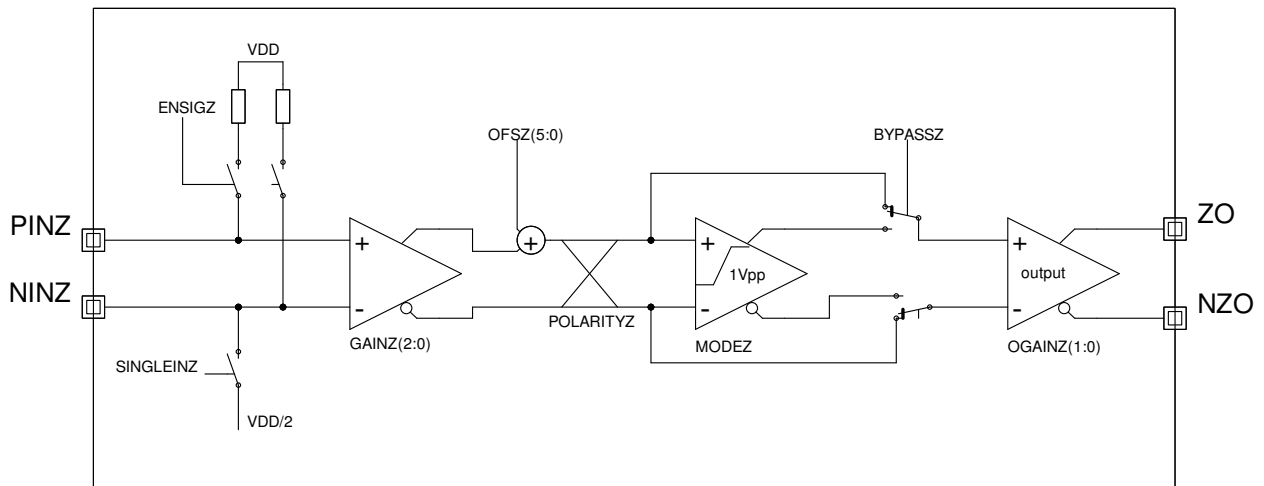 VDD
ENSIGZ
OFSZ(5:0)
BYPASSZ
PINZ
+
+
+
+
ZO
1Vpp
output
NINZ
-
-
-
NZO
POLARITYZ
GAINZ(2:0)
MODEZ
OGAINZ(1:0)
SINGLEINZ
VDD/2